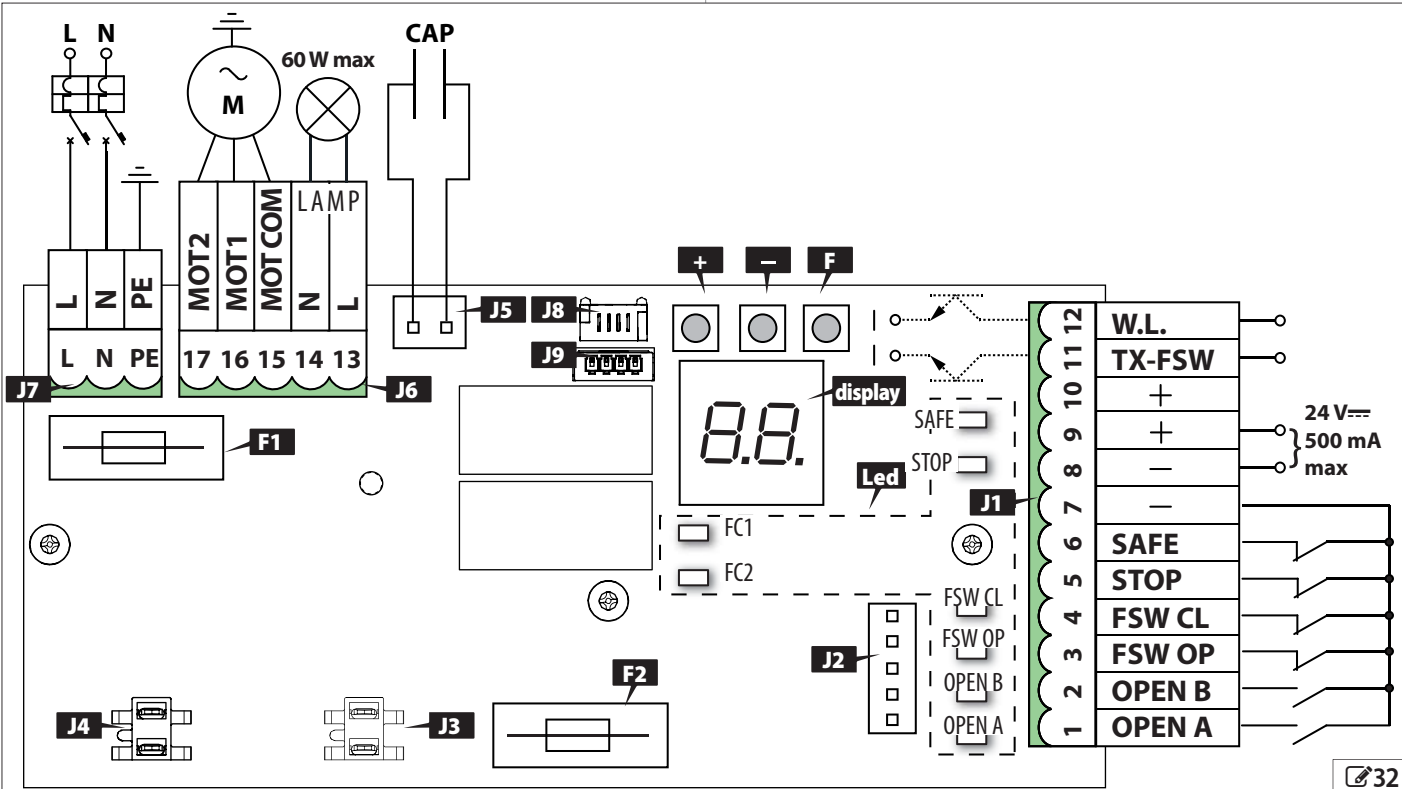 L N
CAP
60 W max
M
MOT2
MOT1
MOT COM
LAMP
N
L
L
N
PE
L N PE
17 16 15 14 13
J7
J6
J5
J8
J9
+
–
F
display
8.8.
F1
SAFE
STOP
Led
FC1
FC2
FSW CL
FSW OP
OPEN B
OPEN A
J1
J2
F2
J4
J3
12 W.L.
11 TX-FSW
10 +
9 +
8 –
7 –
6 SAFE
5 STOP
4 FSW CL
3 FSW OP
2 OPEN B
1 OPEN A
24 V
500 mA
max
32